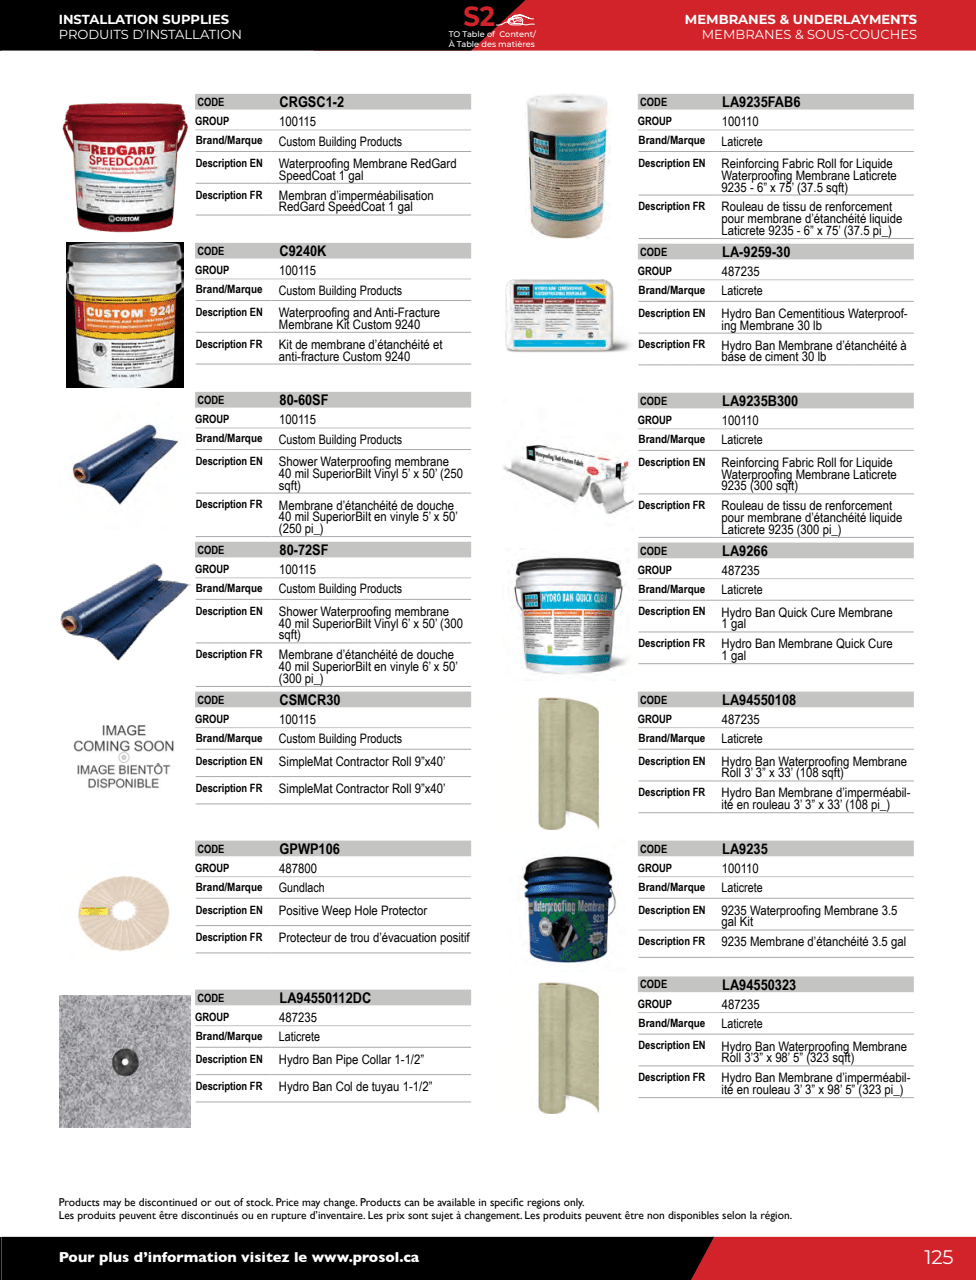 INSTALLATION SUPPLIES
PRODUITS D'INSTALLATION
S2
TO Table of Content/
À Table des matières
MEMBRANES & UNDERLAYMENTS
MEMBRANES & SOUS-COUCHES
CODE CRGSC1-2
GROUP 100115
Brand/Marque Custom Building Products
Description EN Waterproofing Membrane RedGard
SpeedCoat 1 gal
Description FR Membran d'imperméabilisation
RedGard SpeedCoat 1 gal
REDGARD
SPEEDCOAT
CUSTOM
CODE C9240K
GROUP 100115
Brand/Marque Custom Building Products
Description EN Waterproofing and Anti-Fracture
Membrane Kit Custom 9240
Description FR Kit de membrane d'étanchéité et
anti-fracture Custom 9240
CUSTOM 9240
CODE 80-60SF
GROUP 100115
Brand/Marque Custom Building Products
Description EN Shower Waterproofing membrane
40 mil SuperiorBilt Vinyl 5' x 50' (250
sqft)
Description FR Membrane d'étanchéité de douche
40 mil SuperiorBilt en vinyle 5' x 50'
(250 pi_)
CODE 80-72SF
GROUP 100115
Brand/Marque Custom Building Products
Description EN Shower Waterproofing membrane
40 mil SuperiorBilt Vinyl 6' x 50' (300
sqft)
Description FR Membrane d'étanchéité de douche
40 mil SuperiorBilt en vinyle 6' x 50'
(300 pi_)
IMAGE
COMING SOON
IMAGE BIENTÔT
DISPONIBLE
CODE CSMCR30
GROUP 100115
Brand/Marque Custom Building Products
Description EN SimpleMat Contractor Roll 9"x40'
Description FR SimpleMat Contractor Roll 9"x40'
CODE GPWP106
GROUP 487800
Brand/Marque Gundlach
Description EN Positive Weep Hole Protector
Description FR Protecteur de trou d'évacuation positif
CODE LA94550112DC
GROUP 487235
Brand/Marque Laticrete
Description EN Hydro Ban Pipe Collar 1-1/2"
Description FR Hydro Ban Col de tuyau 1-1/2"
CODE LA9235FAB6
GROUP 100110
Brand/Marque Laticrete
Description EN Reinforcing Fabric Roll for Liquide
Waterproofing Membrane Latircrete
9235 - 6" x 75' (37.5 sqft)
Description FR Rouleau de tissu de renforcement
pour membrane d'étanchéité liquide
Laticrete 9235 - 6" x 75' (37.5 pi_)
CODE LA-9259-30
GROUP 487235
Brand/Marque Laticrete
Description EN Hydro Ban Cementitious Waterproof-
ing Membrane 30 lb
Description FR Hydro Ban Membrane d'étanchéité à
base de ciment 30 lb
CODE LA9235B300
GROUP 100110
Brand/Marque Laticrete
Description EN Reinforcing Fabric Roll for Liquide
Waterproofing Membrane Laticrete
9235 (300 sqft)
Description FR Rouleau de tissu de renforcement
pour membrane d'étanchéité liquide
Laticrete 9235 (300 pi_)
CODE LA9266
GROUP 487235
Brand/Marque Laticrete
Description EN Hydro Ban Quick Cure Membrane
1 gal
Description FR Hydro Ban Membrane Quick Cure
1 gal
HYDRO BAN QUICK CURE
CODE LA94550108
GROUP 487235
Brand/Marque Laticrete
Description EN Hydro Ban Waterproofing Membrane
Roll 3' 3" x 33' (108 sqft)
Description FR Hydro Ban Membrane d'imperméabil-
ité en rouleau 3' 3" x 33' (108 pi_)
CODE LA9235
GROUP 100110
Brand/Marque Laticrete
Description EN 9235 Waterproofing Membrane 3.5
gal Kit
Description FR 9235 Membrane d'étanchéité 3.5 gal
Waterproofing Membrane
9235
CODE LA94550323
GROUP 487235
Brand/Marque Laticrete
Description EN Hydro Ban Waterproofing Membrane
Roll 3'3" x 98' 5" (323 sqft)
Description FR Hydro Ban Membrane d'imperméabil-
ité en rouleau 3' 3" x 98' 5" (323 pi_)
Products may be discontinued or out of stock. Price may change. Products can be available in specific regions only.
Les produits peuvent être discontinués ou en rupture d'inventaire. Les prix sont sujet à changement. Les produits peuvent être non disponibles selon la région.
Pour plus d'information visitez le www.prosol.ca
125